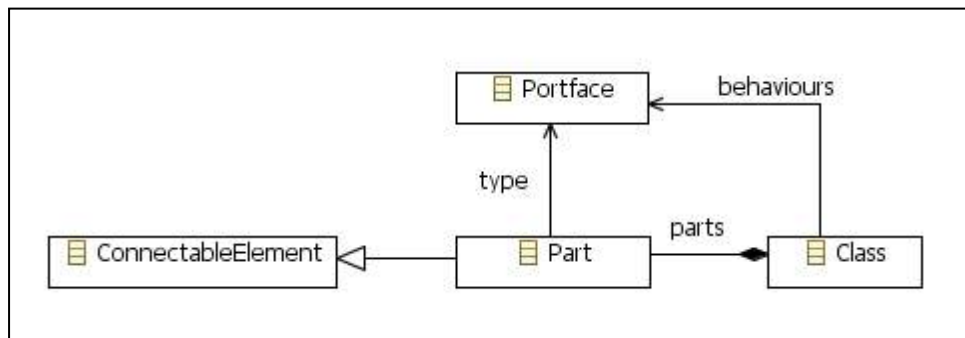 Portface
behaviours
type
parts
ConnectableElement
Part
Class